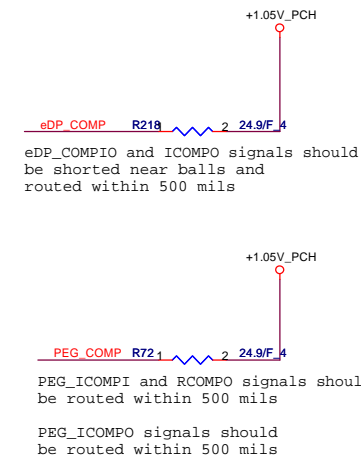 +1.05V_PCH
eDP_COMP R218 1 2 24.9/F_4
eDP_COMPIO and ICOMPO signals should
be shorted near balls and
routed within 500 mils
+1.05V_PCH
PEG_COMP R72 1 2 24.9/F_4
PEG_ICOMPI and RCOMPO signals shoul
be routed within 500 mils
PEG_ICOMPO signals should
be routed within 500 mils